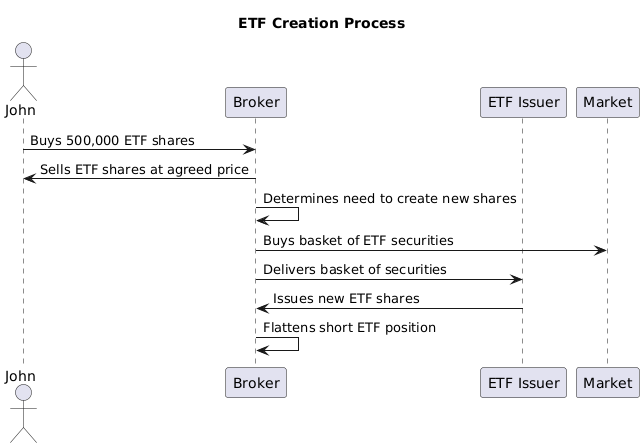 ETF Creation Process
John
Broker
ETF Issuer
Market
Buys 500,000 ETF shares
Sells ETF shares at agreed price
Determines need to create new shares
Buys basket of ETF securities
Delivers basket of securities
Issues new ETF shares
Flattens short ETF position
John
Broker
ETF Issuer
Market